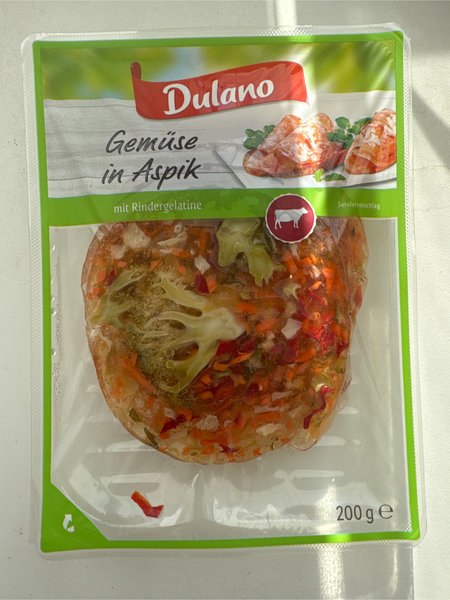 Dulano
Gemüse
in Aspik
mit Rindergelatine
Serviervorschlag
200 g ℮